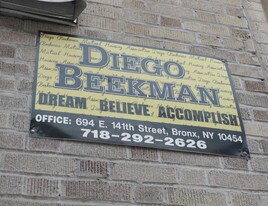 DIEGO
BEEKMAN
DREAM BELIEVE ACCOMPLISH
OFFICE: 694 E. 141th Street, Bronx, NY 10454
718-292-2626